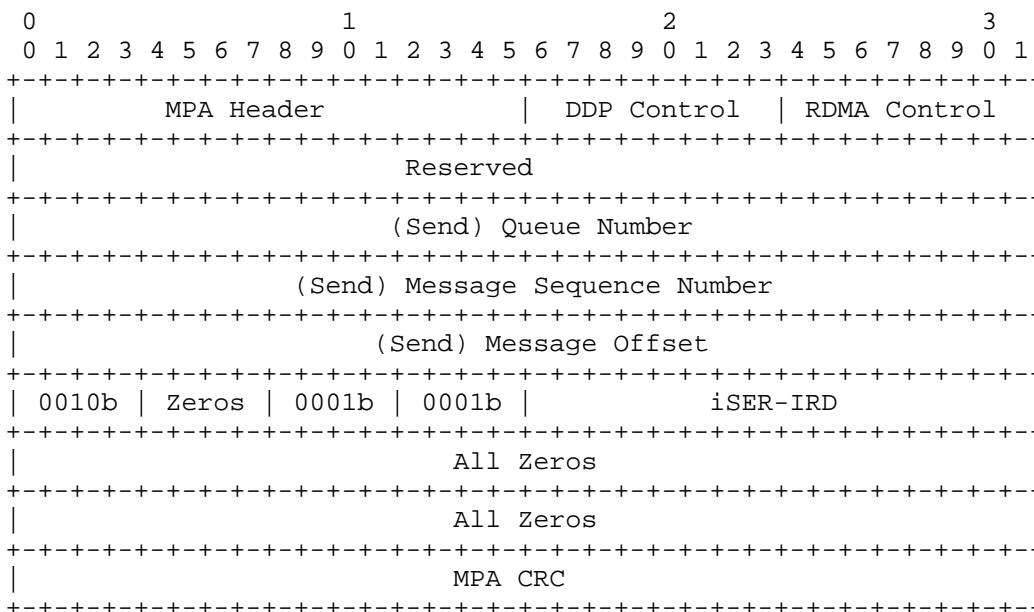 0                   1                   2                   3
 0 1 2 3 4 5 6 7 8 9 0 1 2 3 4 5 6 7 8 9 0 1 2 3 4 5 6 7 8 9 0 1
+-+-+-+-+-+-+-+-+-+-+-+-+-+-+-+-+-+-+-+-+-+-+-+-+-+-+-+-+-+-+-+-
|         MPA Header            |  DDP Control  | RDMA Control
+-+-+-+-+-+-+-+-+-+-+-+-+-+-+-+-+-+-+-+-+-+-+-+-+-+-+-+-+-+-+-+-
|                        Reserved
+-+-+-+-+-+-+-+-+-+-+-+-+-+-+-+-+-+-+-+-+-+-+-+-+-+-+-+-+-+-+-+-
|                       (Send) Queue Number
+-+-+-+-+-+-+-+-+-+-+-+-+-+-+-+-+-+-+-+-+-+-+-+-+-+-+-+-+-+-+-+-
|                 (Send) Message Sequence Number
+-+-+-+-+-+-+-+-+-+-+-+-+-+-+-+-+-+-+-+-+-+-+-+-+-+-+-+-+-+-+-+-
|                      (Send) Message Offset
+-+-+-+-+-+-+-+-+-+-+-+-+-+-+-+-+-+-+-+-+-+-+-+-+-+-+-+-+-+-+-+-
| 0010b | Zeros | 0001b | 0001b |           iSER-IRD
+-+-+-+-+-+-+-+-+-+-+-+-+-+-+-+-+-+-+-+-+-+-+-+-+-+-+-+-+-+-+-+-
|                           All Zeros
+-+-+-+-+-+-+-+-+-+-+-+-+-+-+-+-+-+-+-+-+-+-+-+-+-+-+-+-+-+-+-+-
|                           All Zeros
+-+-+-+-+-+-+-+-+-+-+-+-+-+-+-+-+-+-+-+-+-+-+-+-+-+-+-+-+-+-+-+-
|                           MPA CRC
+-+-+-+-+-+-+-+-+-+-+-+-+-+-+-+-+-+-+-+-+-+-+-+-+-+-+-+-+-+-+-+-